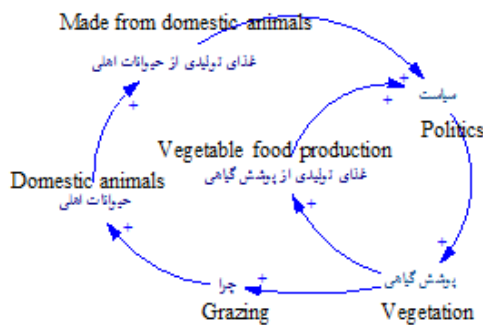 Made from domestic animals
غذای تولیدی از حیوانات اهلی
+
+
سیاست
+
Politics
+
Vegetable food production
غذای تولیدی از پوشش گیاهی
Domestic animals
حیوانات اهلی
+
+
+
+
چرا
پوشش گیاهی
Grazing
Vegetation